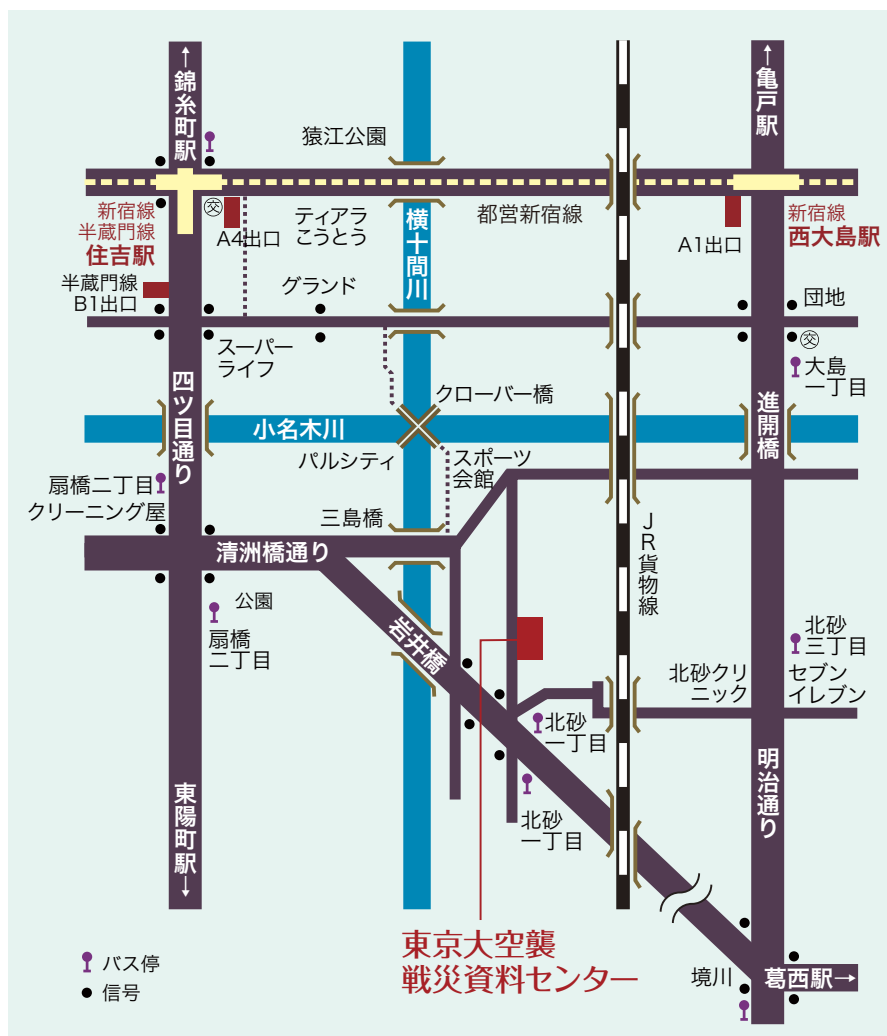 ←錦糸町駅
←亀戸駅
猿江公園
新宿線
半蔵門線
住吉駅
交
A4出口
ティアラ
こうとう
横十間川
都営新宿線
A1出口
新宿線
西大島駅
半蔵門線
B1出口
グランド
団地
交
スーパー
ライフ
大島
一丁目
四ツ目通り
クローバー橋
進開橋
小名木川
パルシティ
スポーツ
会館
扇橋二丁目
クリーニング屋
三島橋
JR貨物線
清洲橋通り
公園
扇橋
二丁目
岩井橋
北砂
三丁目
北砂クリ
ニック
セブン
イレブン
北砂
一丁目
明治通り
東陽町駅→
北砂
一丁目
東京大空襲
戦災資料センター
バス停
信号
境川
葛西駅→